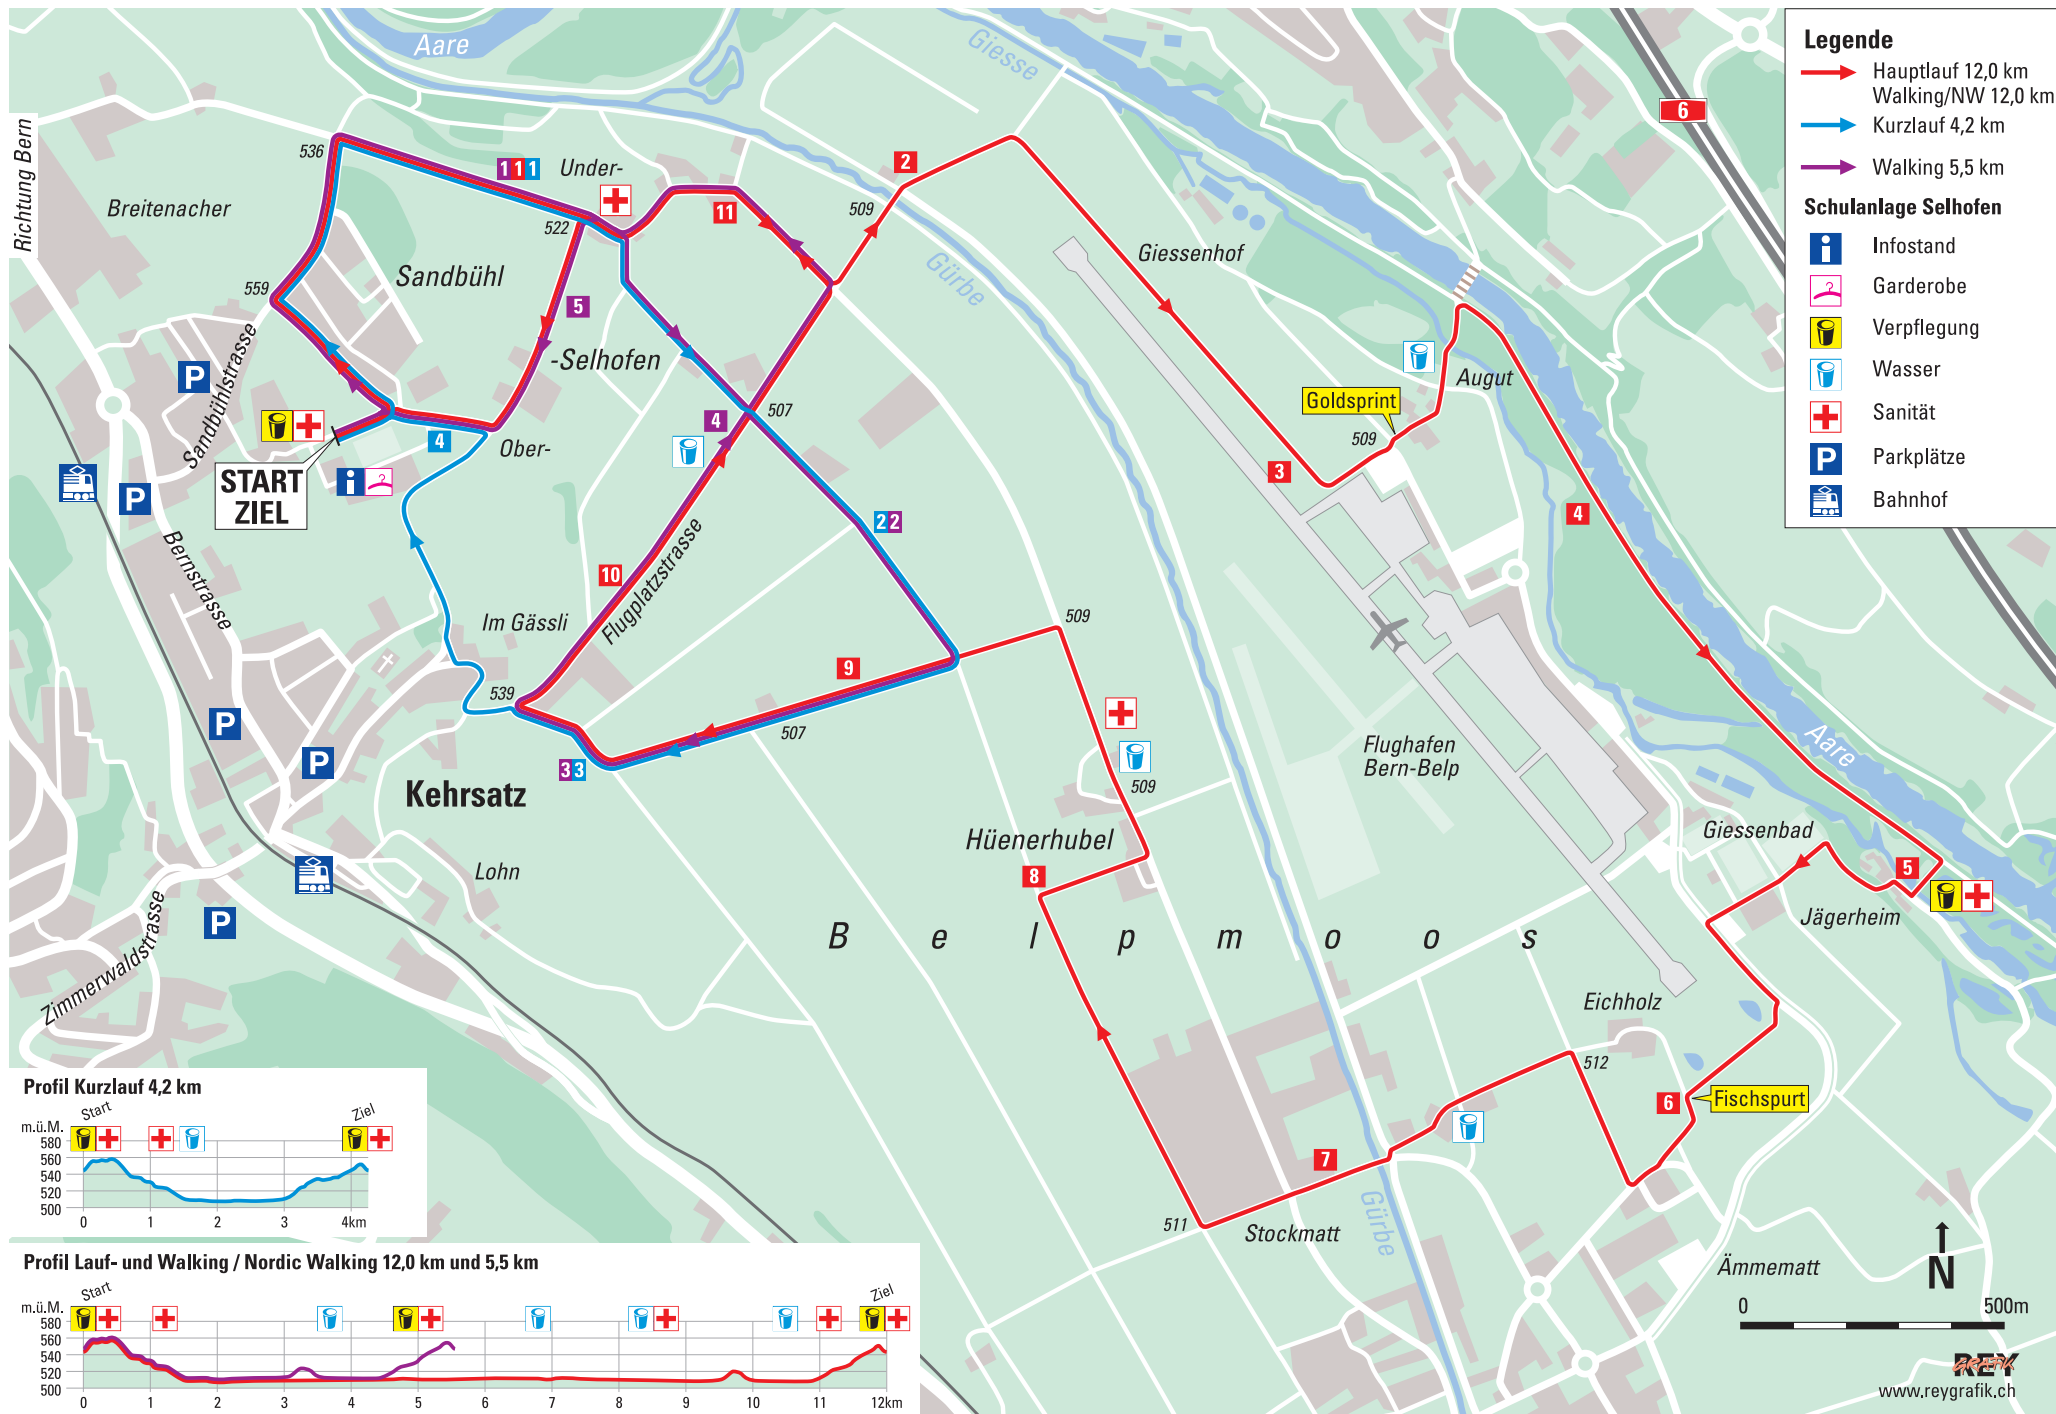 Aare
Giesse
Richtung Bern
536
Breitenacher
1 1 1
Under-
522
11
2
509
Gürbe
Giessenhof
6
559
Sandbühl
5
-Selhofen
Sandbühlstrasse
P
4
Ober-
START
ZIEL
i
4
507
Goldsprint
509
Augut
3
4
P
2 2
Bernstrasse
10
Flugplatzstrasse
Im Gässli
509
539
9
507
3 3
P
P
Kehrsatz
Flughafen
Bern-Belp
Aare
509
Hüenerhubel
8
Giessenbad
5
Jägerheim
Lohn
P
Zimmerwaldstrasse
Belpmoos
Eichholz
512
6
Fischspurt
7
511
Stockmatt
Gürbe
Ämmematt
N
0 500m
REY
GRAFIK
www.reygrafik.ch
Legende
Hauptlauf 12,0 km
Walking/NW 12,0 km
Kurzlauf 4,2 km
Walking 5,5 km
Schulanlage Selhofen
i Infostand
Garderobe
Verpflegung
Wasser
Sanität
P Parkplätze
Bahnhof
Profil Kurzlauf 4,2 km
Start Ziel
m.ü.M.
580
560
540
520
500
0 1 2 3 4km
Profil Lauf- und Walking / Nordic Walking 12,0 km und 5,5 km
Start Ziel
m.ü.M.
580
560
540
520
500
0 1 2 3 4 5 6 7 8 9 10 11 12km